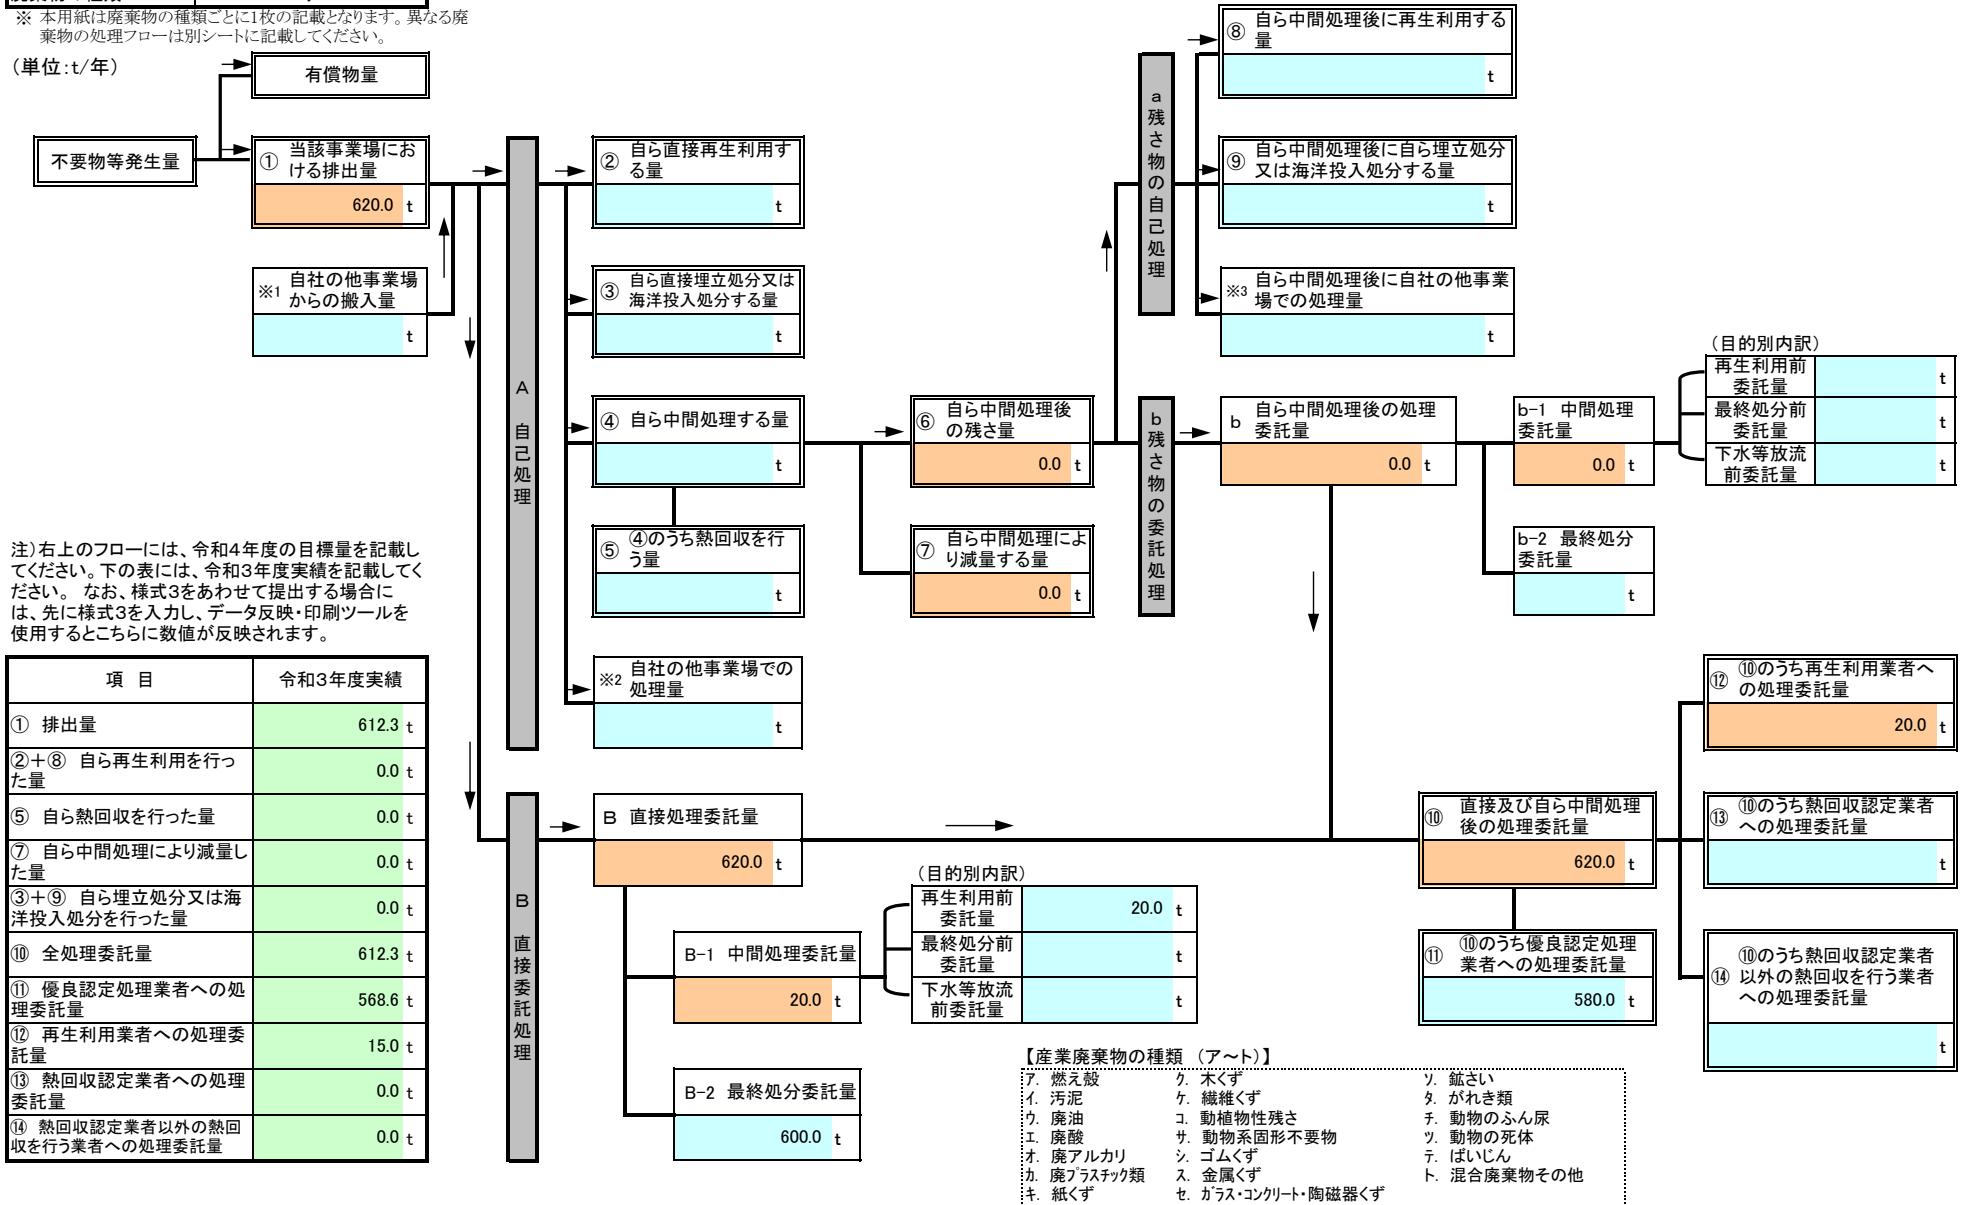 ※ 本用紙は廃棄物の種類ごとに1枚の記載となります。異なる廃
棄物の処理フローは別シートに記載してください。
(単位:t/年)
有償物量
不要物等発生量
① 当該事業場にお
ける排出量
620.0 t
※1 自社の他事業場
からの搬入量
t
A 自己処理
② 自ら直接再生利用す
る量
t
③ 自ら直接埋立処分又は
海洋投入処分する量
t
④ 自ら中間処理する量
t
⑤ ④のうち熱回収を行
う量
t
※2 自社の他事業場での
処理量
t
⑥ 自ら中間処理後
の残さ量
0.0 t
⑦ 自ら中間処理によ
り減量する量
0.0 t
a 残さ物の自己処理
⑧ 自ら中間処理後に再生利用する
量
t
⑨ 自ら中間処理後に自ら埋立処分
又は海洋投入処分する量
t
※3 自ら中間処理後に自社の他事業
場での処理量
t
b 残さ物の委託処理
b 自ら中間処理後の処理
委託量
0.0 t
b-1 中間処理
委託量
0.0 t
b-2 最終処分
委託量
t
(目的別内訳)
再生利用前
委託量
t
最終処分前
委託量
t
下水等放流
前委託量
t
注)右上のフローには、令和4年度の目標量を記載し
てください。下の表には、令和3年度実績を記載してく
ださい。 なお、様式3をあわせて提出する場合に
は、先に様式3を入力し、データ反映・印刷ツールを
使用するとこちらに数値が反映されます。
項 目 令和3年度実績
① 排出量 612.3 t
②+⑧ 自ら再生利用を行っ
た量
0.0 t
⑤ 自ら熱回収を行った量 0.0 t
⑦ 自ら中間処理により減量し
た量
0.0 t
③+⑨ 自ら埋立処分又は海
洋投入処分を行った量
0.0 t
⑩ 全処理委託量 612.3 t
⑪ 優良認定処理業者への処
理委託量
568.6 t
⑫ 再生利用業者への処理委
託量
15.0 t
⑬ 熱回収認定業者への処理
委託量
0.0 t
⑭ 熱回収認定業者以外の熱回
収を行う業者への処理委託量
0.0 t
B 直接委託処理
B 直接処理委託量
620.0 t
B-1 中間処理委託量
20.0 t
B-2 最終処分委託量
600.0 t
(目的別内訳)
再生利用前
委託量
20.0 t
最終処分前
委託量
t
下水等放流
前委託量
t
⑩ 直接及び自ら中間処理
後の処理委託量
620.0 t
⑪ ⑩のうち優良認定処理
業者への処理委託量
580.0 t
⑫ ⑩のうち再生利用業者へ
の処理委託量
20.0 t
⑬ ⑩のうち熱回収認定業者
への処理委託量
t
⑭ ⑩のうち熱回収認定業者
以外の熱回収を行う業者
への処理委託量
t
【産業廃棄物の種類 (ア~ト)】
ア. 燃え殻 ク. 木くず ソ. 鉱さい
イ. 汚泥 ケ. 繊維くず タ. がれき類
ウ. 廃油 コ. 動植物性残さ チ. 動物のふん尿
エ. 廃酸 サ. 動物系固形不要物 ツ. 動物の死体
オ. 廃アルカリ シ. ゴムくず テ. ばいじん
カ. 廃プラスチック類 ス. 金属くず ト. 混合廃棄物その他
キ. 紙くず セ. ガラス・コンクリート・陶磁器くず